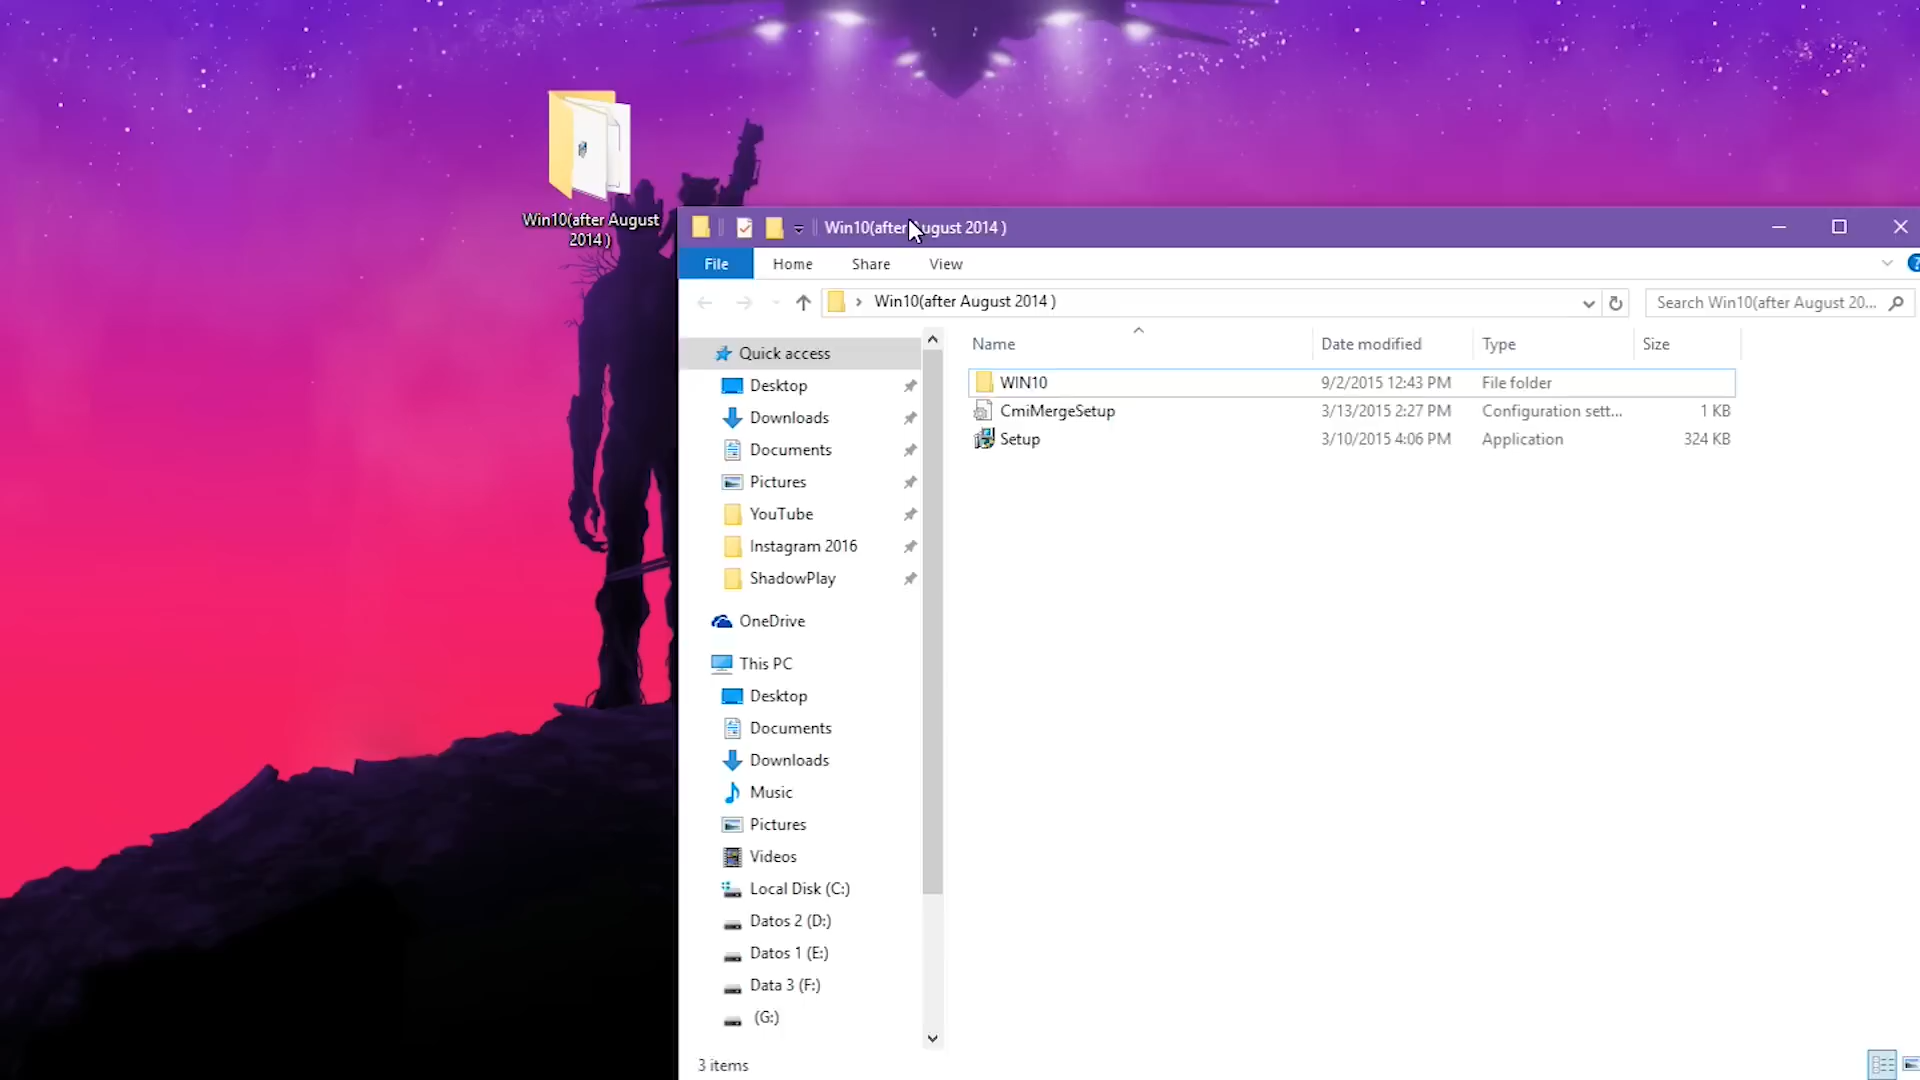 Win10(after August
2014 )
Win10(after August 2014 )
File Home Share View
Win10(after August 2014 )
Search Win10(after August 20...
Name Date modified Type Size
WIN10 9/2/2015 12:43 PM File folder
CmiMergeSetup 3/13/2015 2:27 PM Configuration sett... 1 KB
Setup 3/10/2015 4:06 PM Application 324 KB
Quick access
Desktop
Downloads
Documents
Pictures
YouTube
Instagram 2016
ShadowPlay
OneDrive
This PC
Desktop
Documents
Downloads
Music
Pictures
Videos
Local Disk (C:)
Datos 2 (D:)
Datos 1 (E:)
Data 3 (F:)
(G:)
3 items